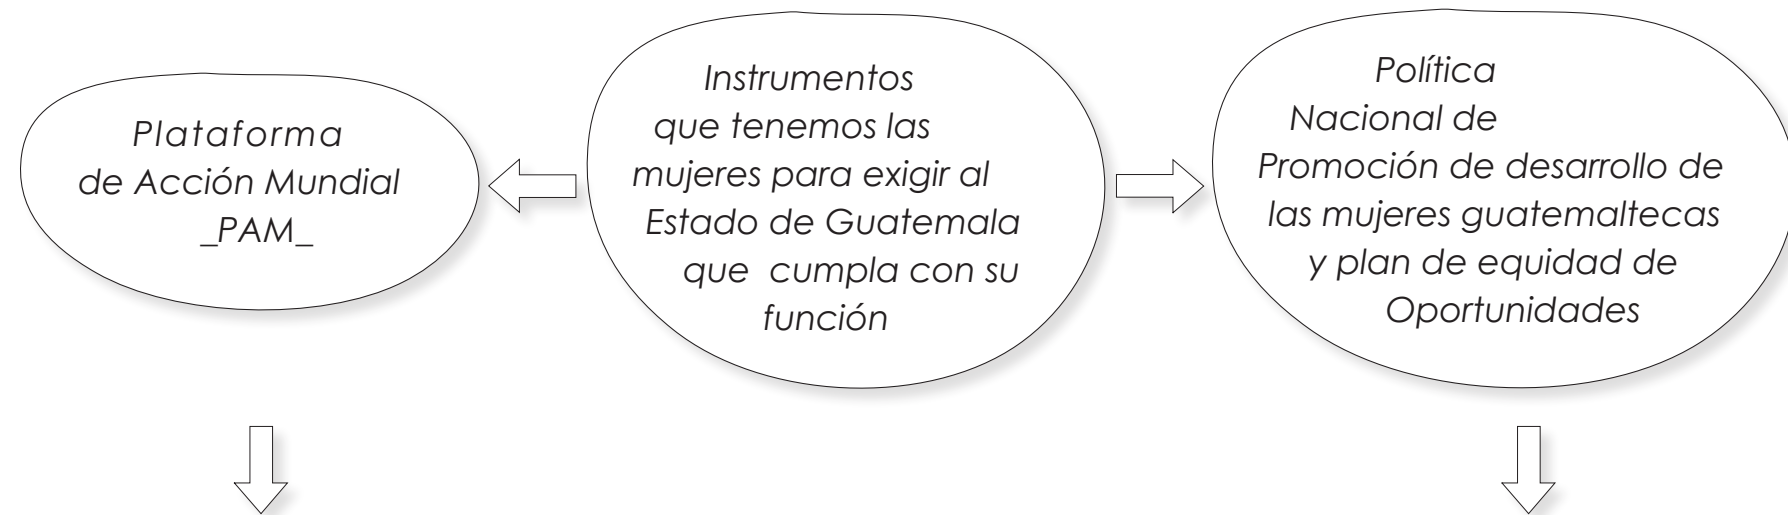 Plataforma
de Acción Mundial
_PAM_
Instrumentos
que tenemos las
mujeres para exigir al
Estado de Guatemala
que cumpla con su
función
Política
Nacional de
Promoción de desarrollo de
las mujeres guatemaltecas
y plan de equidad de
Oportunidades